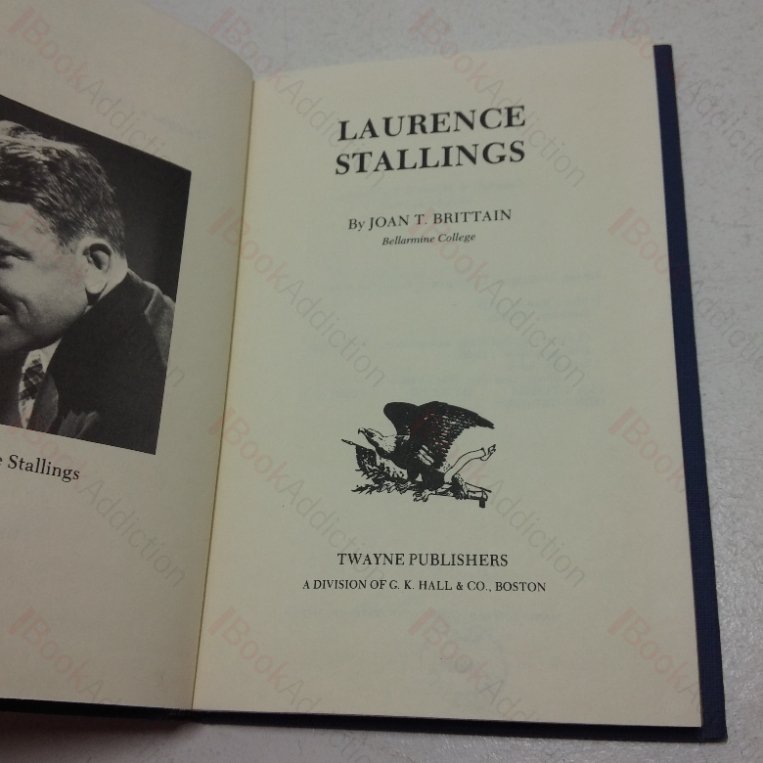 e Stallings
LAURENCE
STALLINGS
By JOAN T. BRITTAIN
Bellarmine College
TWAYNE PUBLISHERS
A DIVISION OF G. K. HALL & CO., BOSTON
BookAddiction